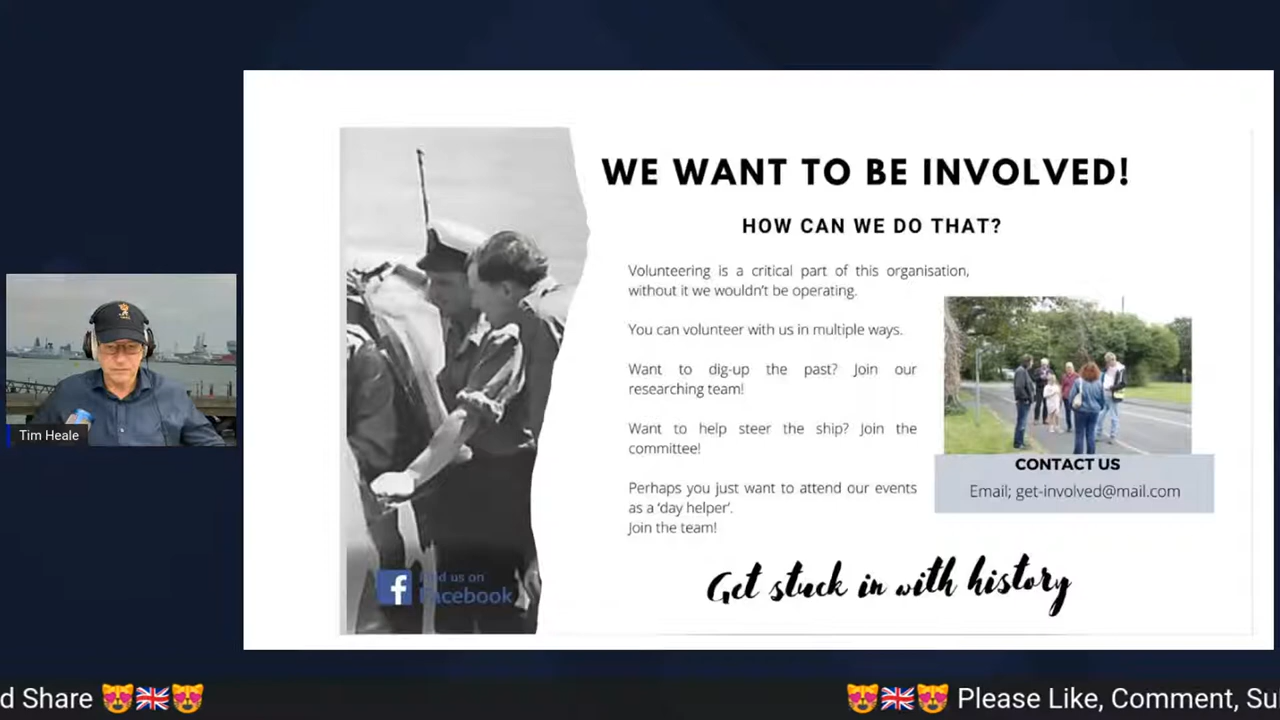 WE WANT TO BE INVOLVED!
HOW CAN WE DO THAT?
Volunteering is a critical part of this organisation,
without it we wouldn't be operating.
You can volunteer with us in multiple ways.
Want to dig-up the past? Join our
researching team!
Want to help steer the ship? Join the
committee!
Perhaps you just want to attend our events
as a 'day helper'.
Join the team!
CONTACT US
Email; get-involved@mail.com
Get stuck in with history
f
Find us on
Facebook
Tim Heale
d Share 😻🇬🇧😻
😻🇬🇧😻 Please Like, Comment, Su